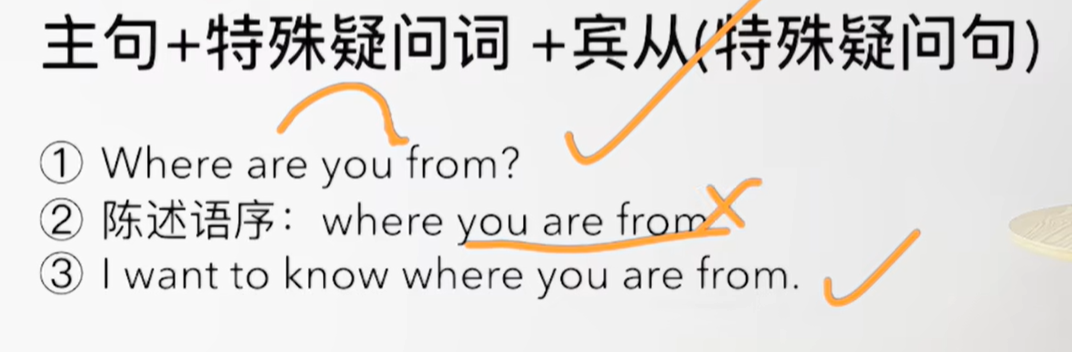 主句+特殊疑问词 +宾从(特殊疑问句)
① Where are you from?
② 陈述语序：where you are from
③ I want to know where you are from.